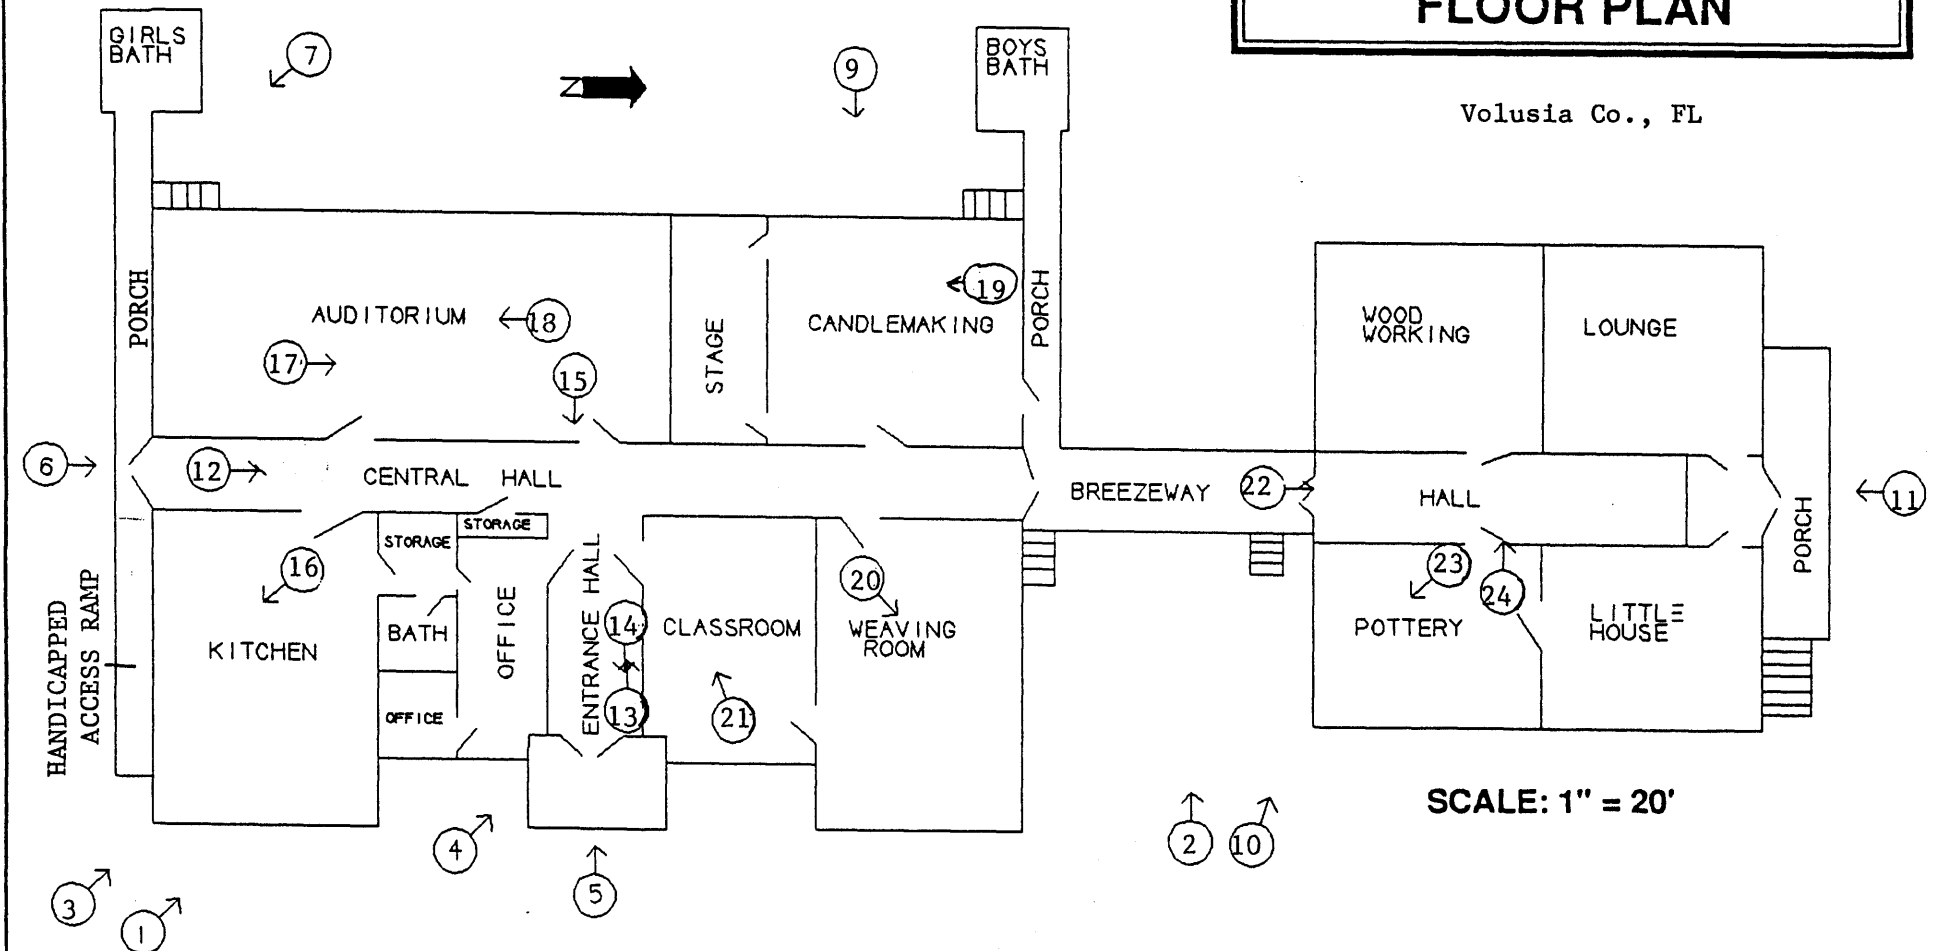 FLOOR PLAN
Volusia Co., FL
GIRLS
BATH
7
N
9
BOYS
BATH
PORCH
AUDITORIUM
18
17
15
STAGE
CANDLEMAKING
19
PORCH
WOOD
WORKING
LOUNGE
6
12
CENTRAL HALL
BREEZEWAY
22
HALL
11
PORCH
STORAGE
STORAGE
16
KITCHEN
BATH
OFFICE
OFFICE
ENTRANCE HALL
14
13
CLASSROOM
21
20
WEAVING
ROOM
23
24
POTTERY
LITTLE
HOUSE
HANDICAPPED
ACCESS RAMP
SCALE: 1" = 20'
4
5
2
10
3
1